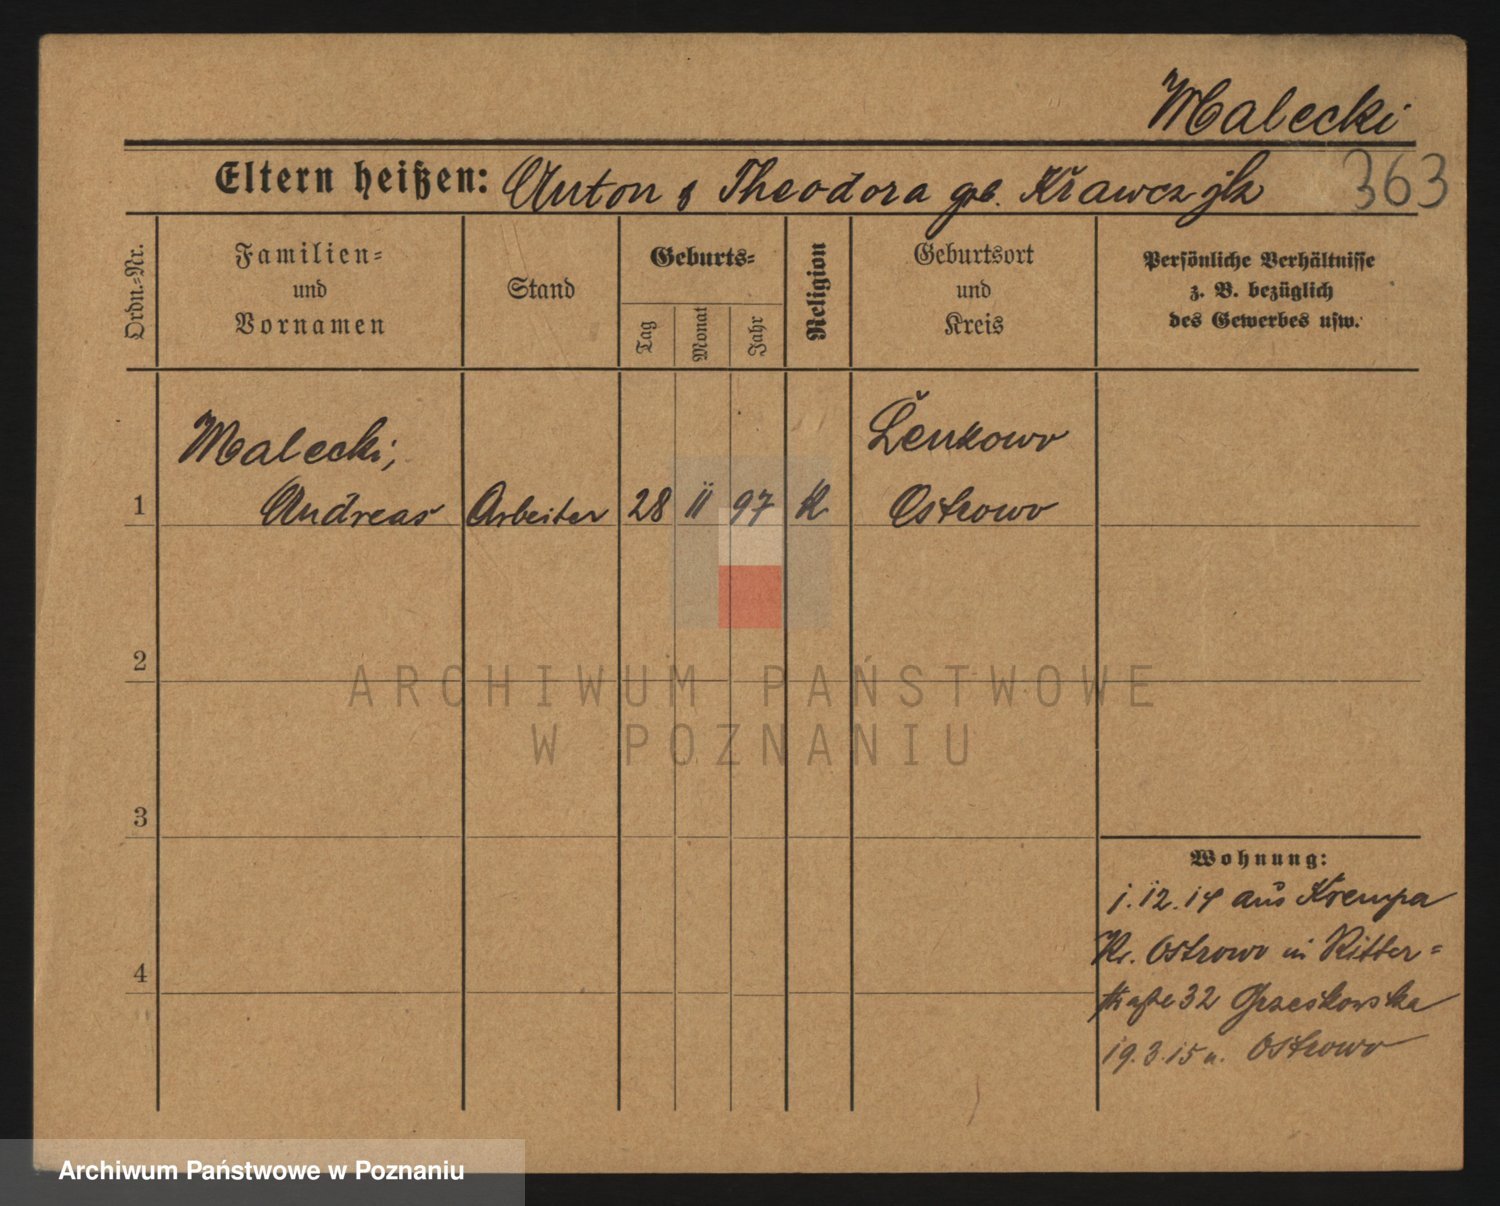 Malecki
Eltern heißen: Anton & Theodora geb. Krawczyk 363
Ordn.-Nr.
Familien-
und
Vornamen
Stand
Geburts-
Tag
Monat
Jahr
Religion
Geburtsort
und
Kreis
Persönliche Verhältnisse
z. B. bezüglich
des Gewerbes usw.
Malecki,
1 Andreas Arbeiter 28 II 97 K
Lenkowo
Ostrowo
2
3
4
Wohnung:
1.12.14 aus Krempa
Kr. Ostrowo in Ritter-
straße 32 Grzeskowska
19.3.15 n. Ostrowo
ARCHIWUM PAŃSTWOWE
W POZNANIU
Archiwum Państwowe w Poznaniu